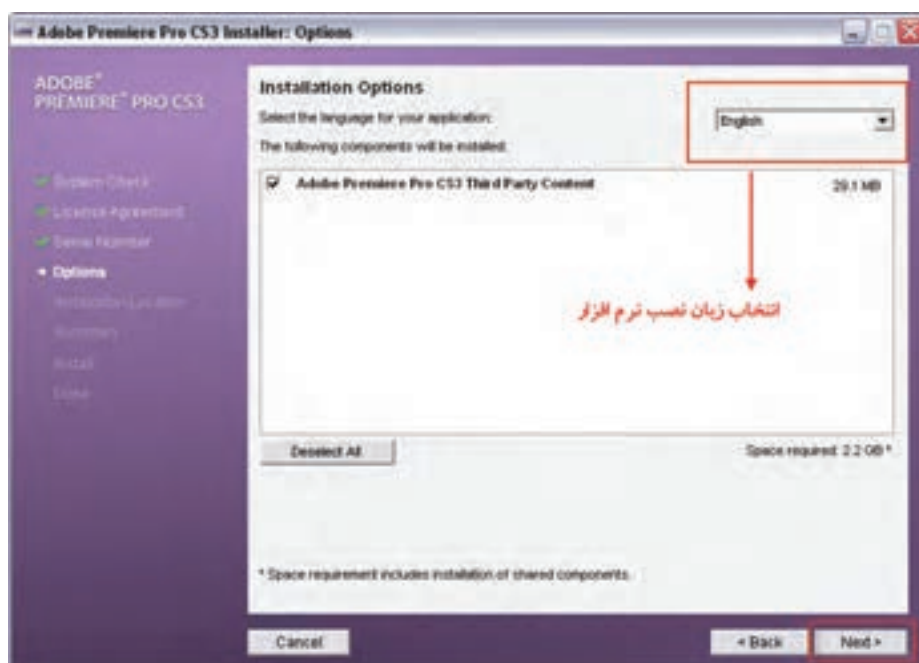 Adobe Premiere Pro CS3 Installer: Options
ADOBE®
PREMIERE® PRO CS3
System Check
License Agreement
Serial Number
Options
Installation Location
Summary
Install
Done
Installation Options
Select the language for your application:
English
The following components will be installed:
Adobe Premiere Pro CS3 Third Party Content
29.1 MB
انتخاب زبان نصب نرم افزار
Deselect All
Space required: 2.2 GB *
* Space requirement includes installation of shared components.
Cancel
< Back
Next >